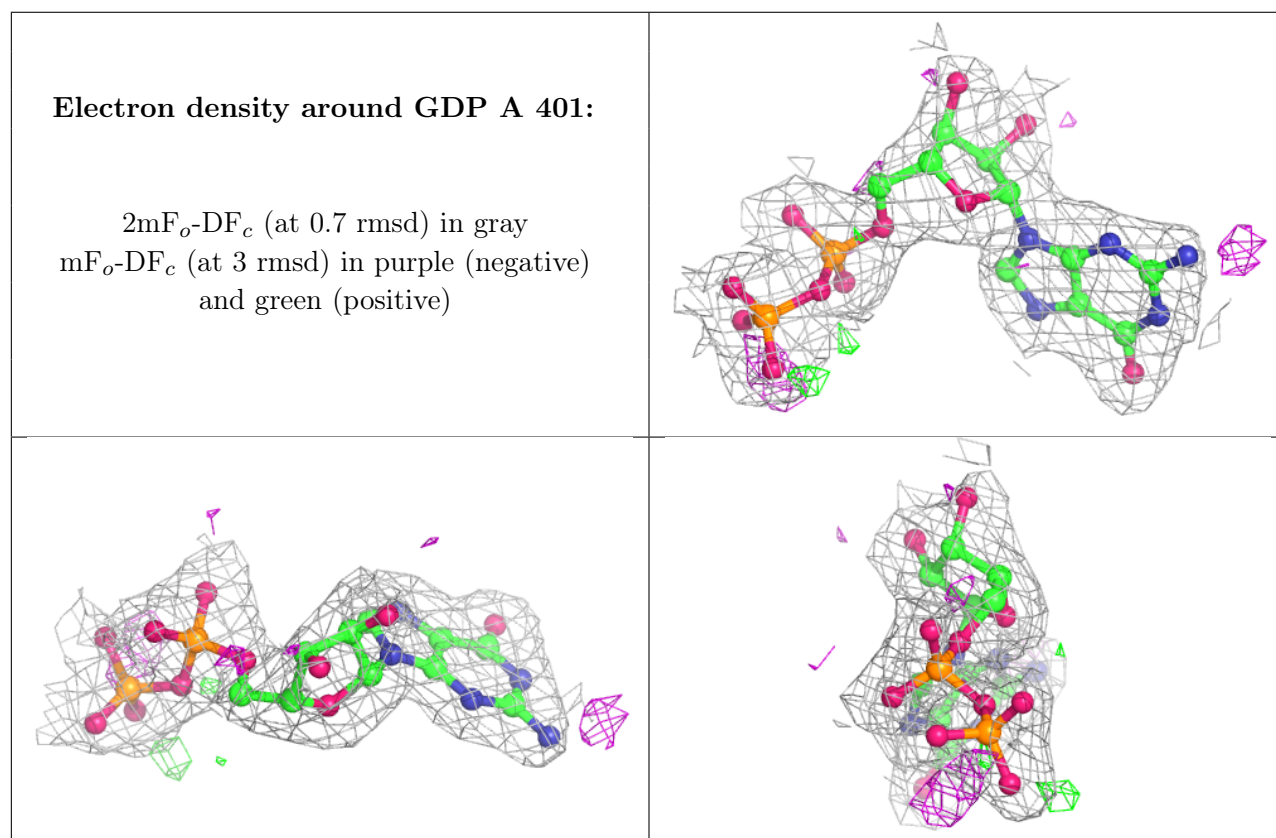 Electron density around GDP A 401:
2mFo-DFc (at 0.7 rmsd) in gray
mFo-DFc (at 3 rmsd) in purple (negative)
and green (positive)